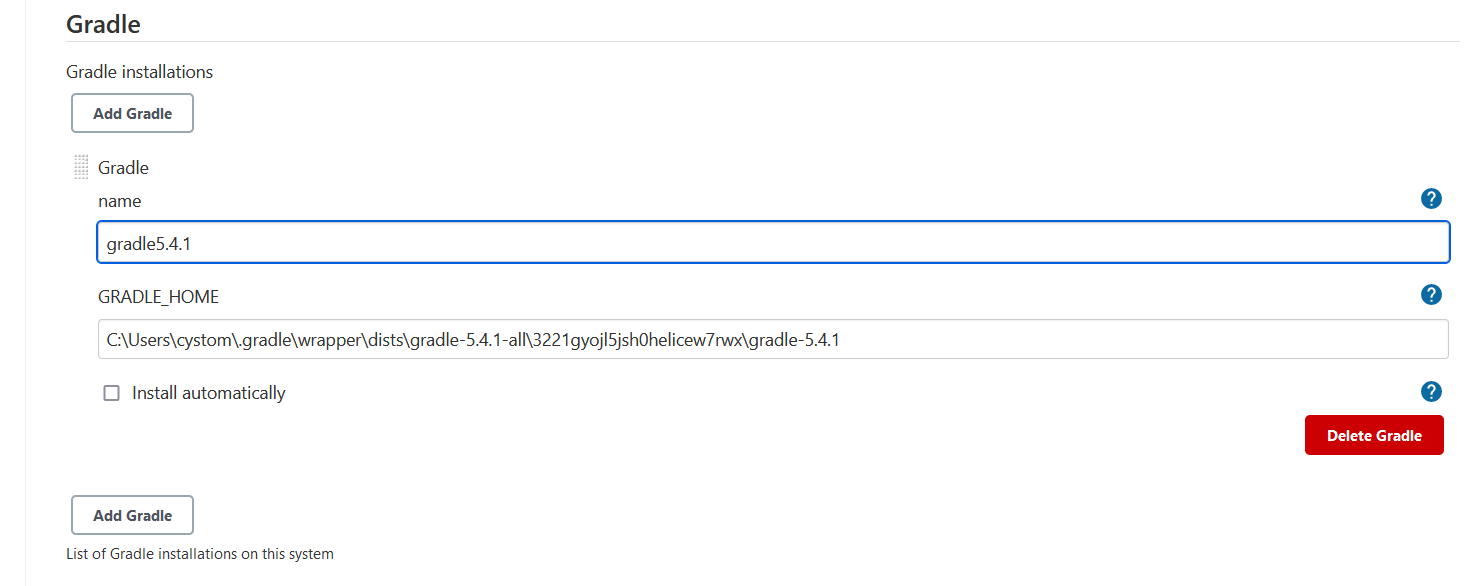 Gradle
Gradle installations
Add Gradle
Gradle
name
?
gradle5.4.1
GRADLE_HOME
?
C:\Users\cystom\.gradle\wrapper\dists\gradle-5.4.1-all\3221gyojl5jsh0helicew7rwx\gradle-5.4.1
Install automatically
?
Delete Gradle
Add Gradle
List of Gradle installations on this system